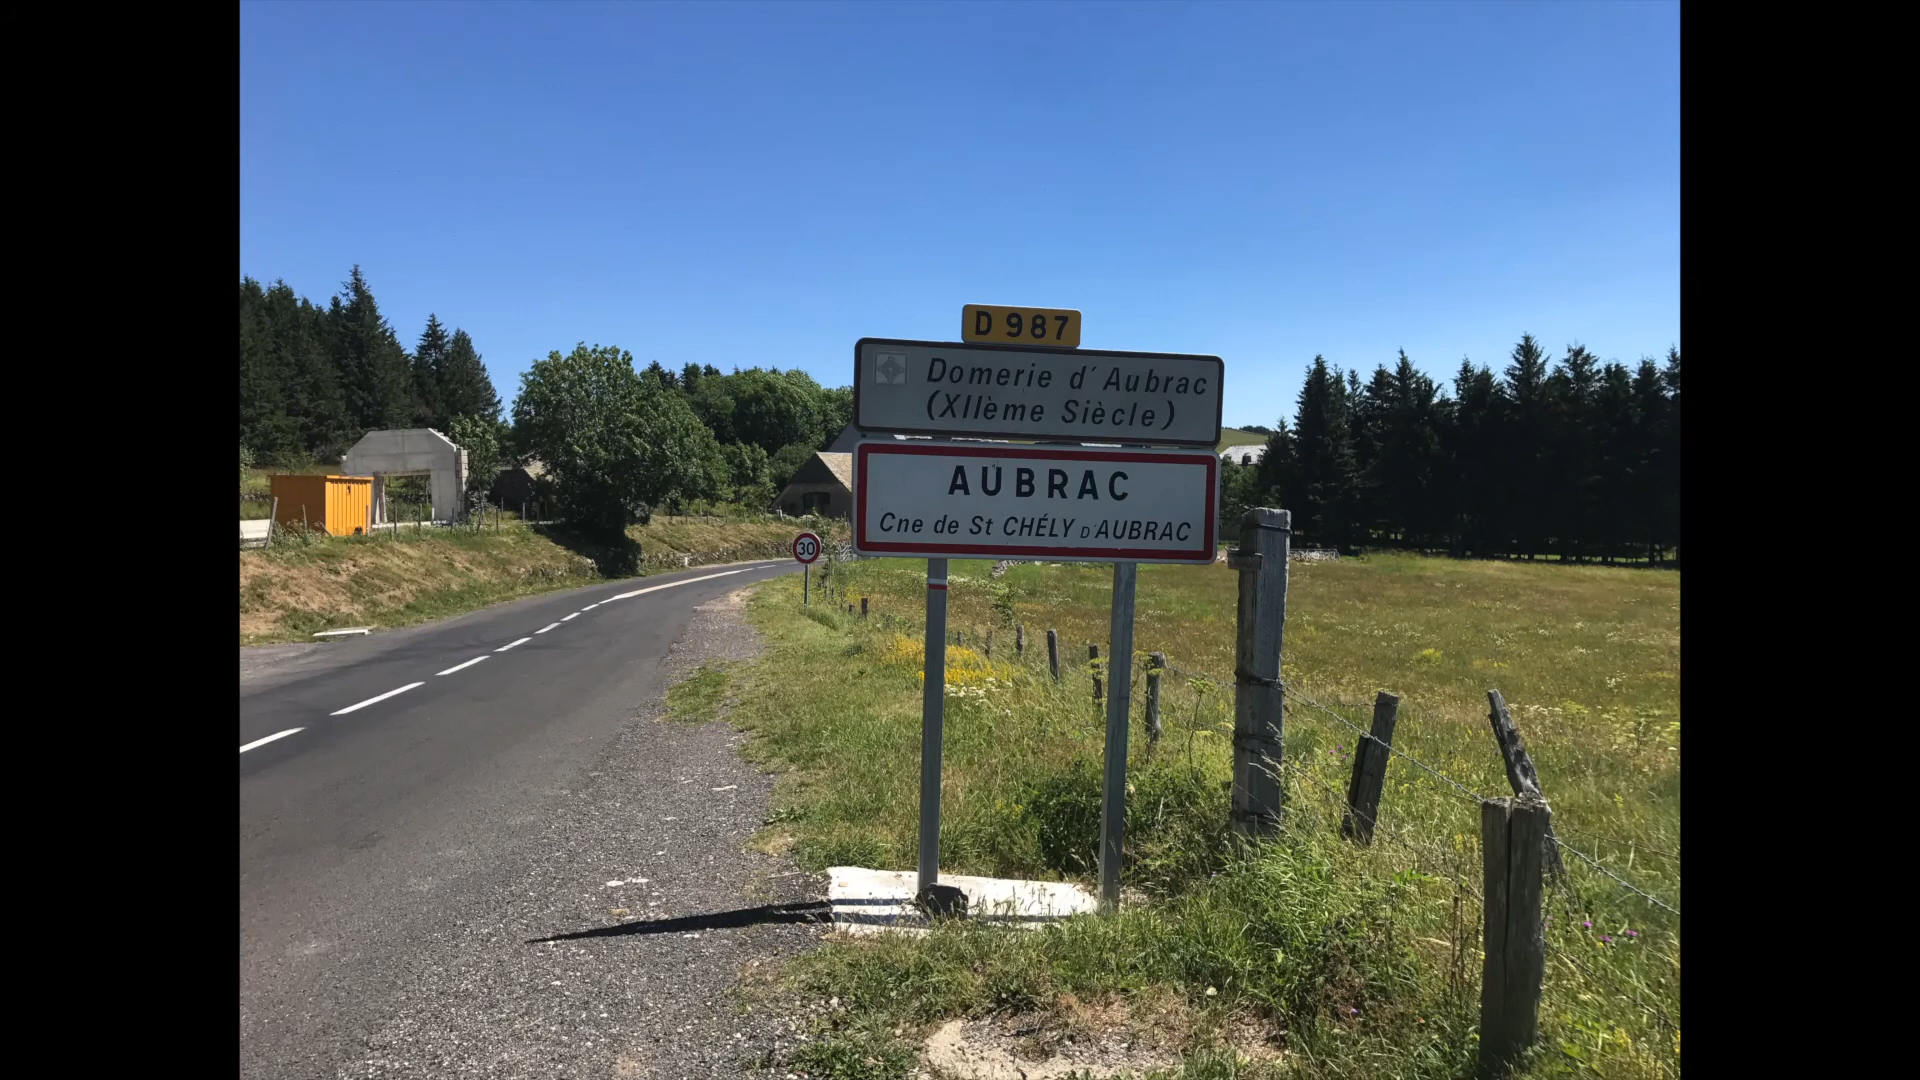 D 987
Domerie d'Aubrac
(XIIème Siècle)
AUBRAC
Cne de St CHÉLY D'AUBRAC
30